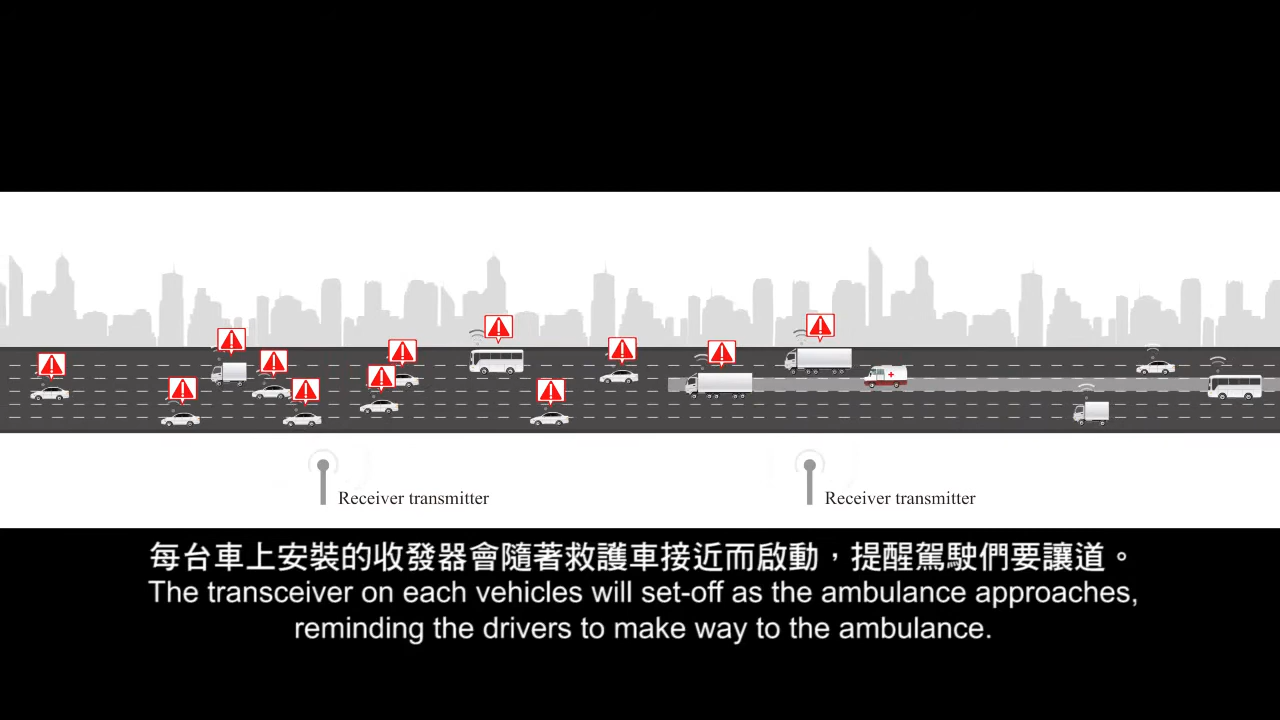 Receiver transmitter
Receiver transmitter
每台車上安裝的收發器會隨著救護車接近而啟動，提醒駕駛們要讓道。
The transceiver on each vehicles will set-off as the ambulance approaches,
reminding the drivers to make way to the ambulance.